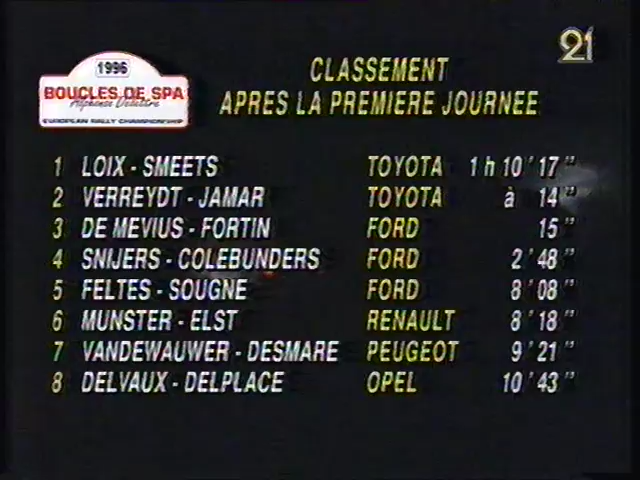 21
1996
BOUCLES DE SPA
Alphonse Delettre
EUROPEAN RALLY CHAMPIONSHIP
CLASSEMENT
APRES LA PREMIERE JOURNEE
1 LOIX - SMEETS TOYOTA 1 h 10 ' 17 "
2 VERREYDT - JAMAR TOYOTA à 14 "
3 DE MEVIUS - FORTIN FORD 15 "
4 SNIJERS - COLEBUNDERS FORD 2 ' 48 "
5 FELTES - SOUGNE FORD 8 ' 08 "
6 MUNSTER - ELST RENAULT 8 ' 18 "
7 VANDEWAUWER - DESMARE PEUGEOT 9 ' 21 "
8 DELVAUX - DELPLACE OPEL 10 ' 43 "